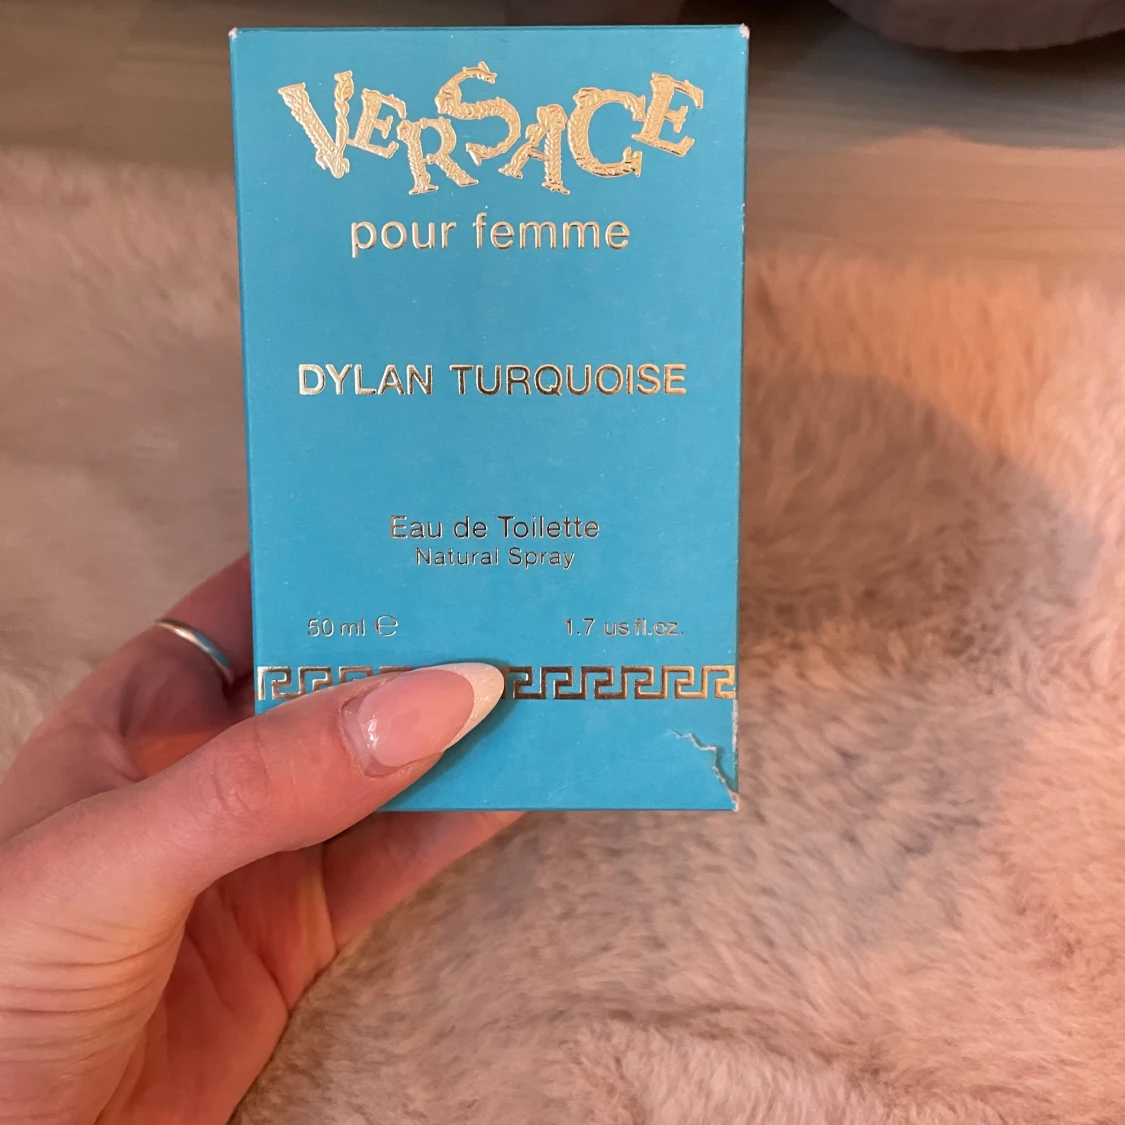 VERSACE
pour femme
DYLAN TURQUOISE
Eau de Toilette
Natural Spray
50 ml ℮ 1.7 us fl.oz.